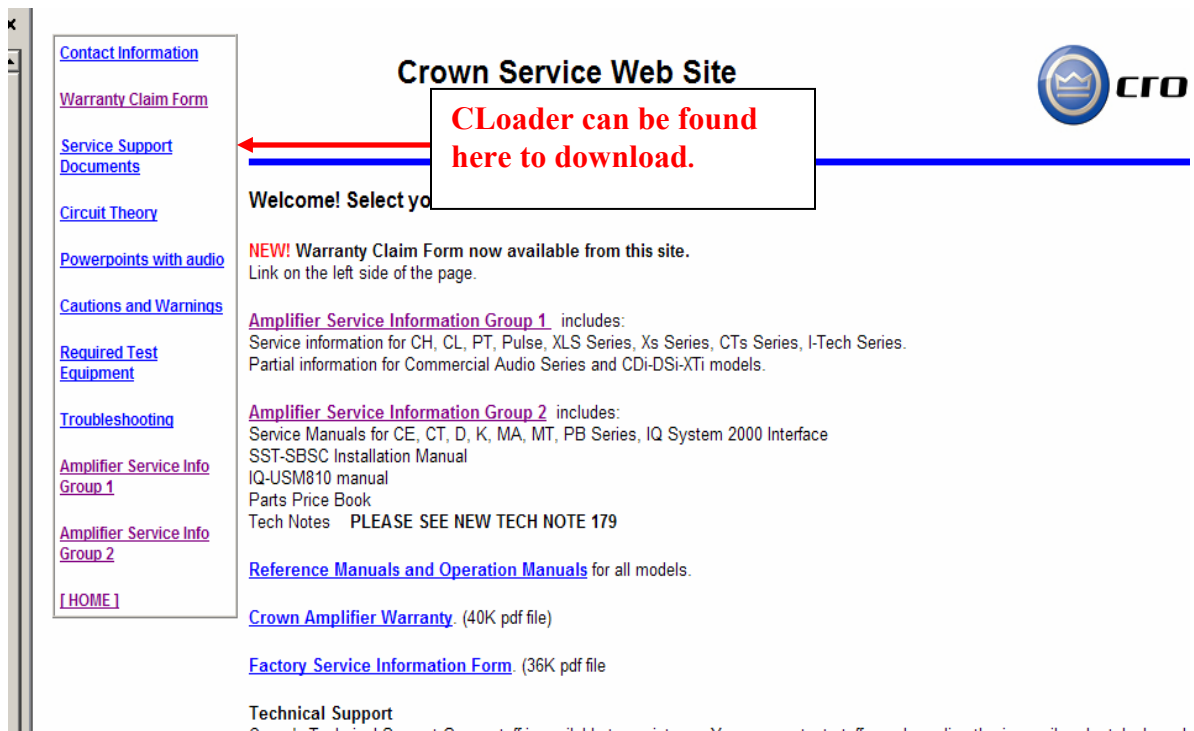 Contact Information
Warranty Claim Form
Service Support
Documents
Circuit Theory
Powerpoints with audio
Cautions and Warnings
Required Test
Equipment
Troubleshooting
Amplifier Service Info
Group 1
Amplifier Service Info
Group 2
[ HOME ]
Crown Service Web Site
cro
CLoader can be found
here to download.
Welcome! Select yo
NEW! Warranty Claim Form now available from this site.
Link on the left side of the page.
Amplifier Service Information Group 1 includes:
Service information for CH, CL, PT, Pulse, XLS Series, Xs Series, CTs Series, I-Tech Series.
Partial information for Commercial Audio Series and CDi-DSi-XTi models.
Amplifier Service Information Group 2 includes:
Service Manuals for CE, CT, D, K, MA, MT, PB Series, IQ System 2000 Interface
SST-SBSC Installation Manual
IQ-USM810 manual
Parts Price Book
Tech Notes PLEASE SEE NEW TECH NOTE 179
Reference Manuals and Operation Manuals for all models.
Crown Amplifier Warranty. (40K pdf file)
Factory Service Information Form. (36K pdf file
Technical Support